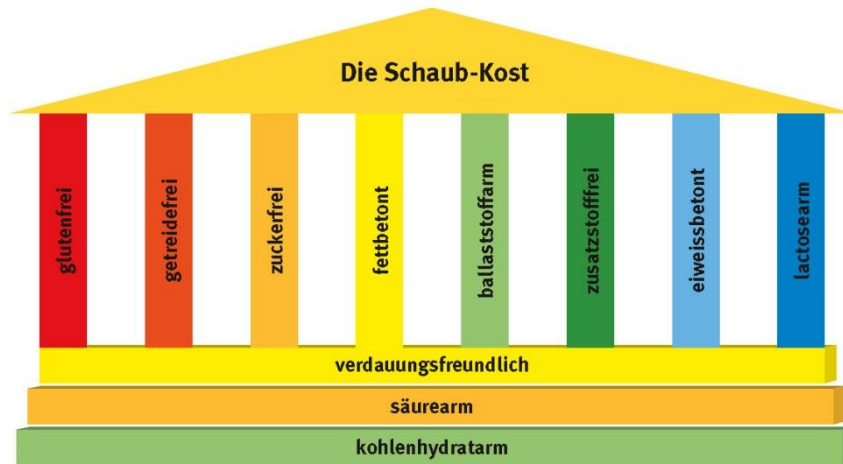 Die Schaub-Kost
glutenfrei
getreidefrei
zuckerfrei
fettbetont
ballaststoffarm
zusatzstofffrei
eiweissbetont
lactosearm
verdauungsfreundlich
säurearm
kohlenhydratarm